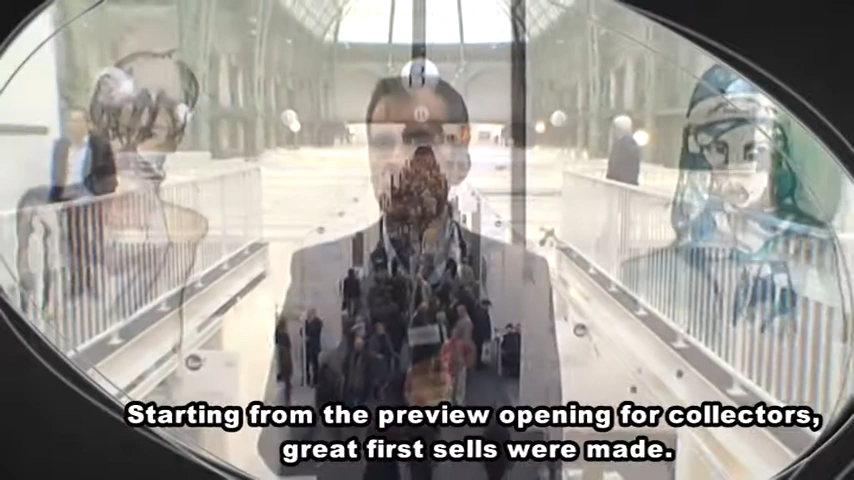 Starting from the preview opening for collectors,
great first sells were made.